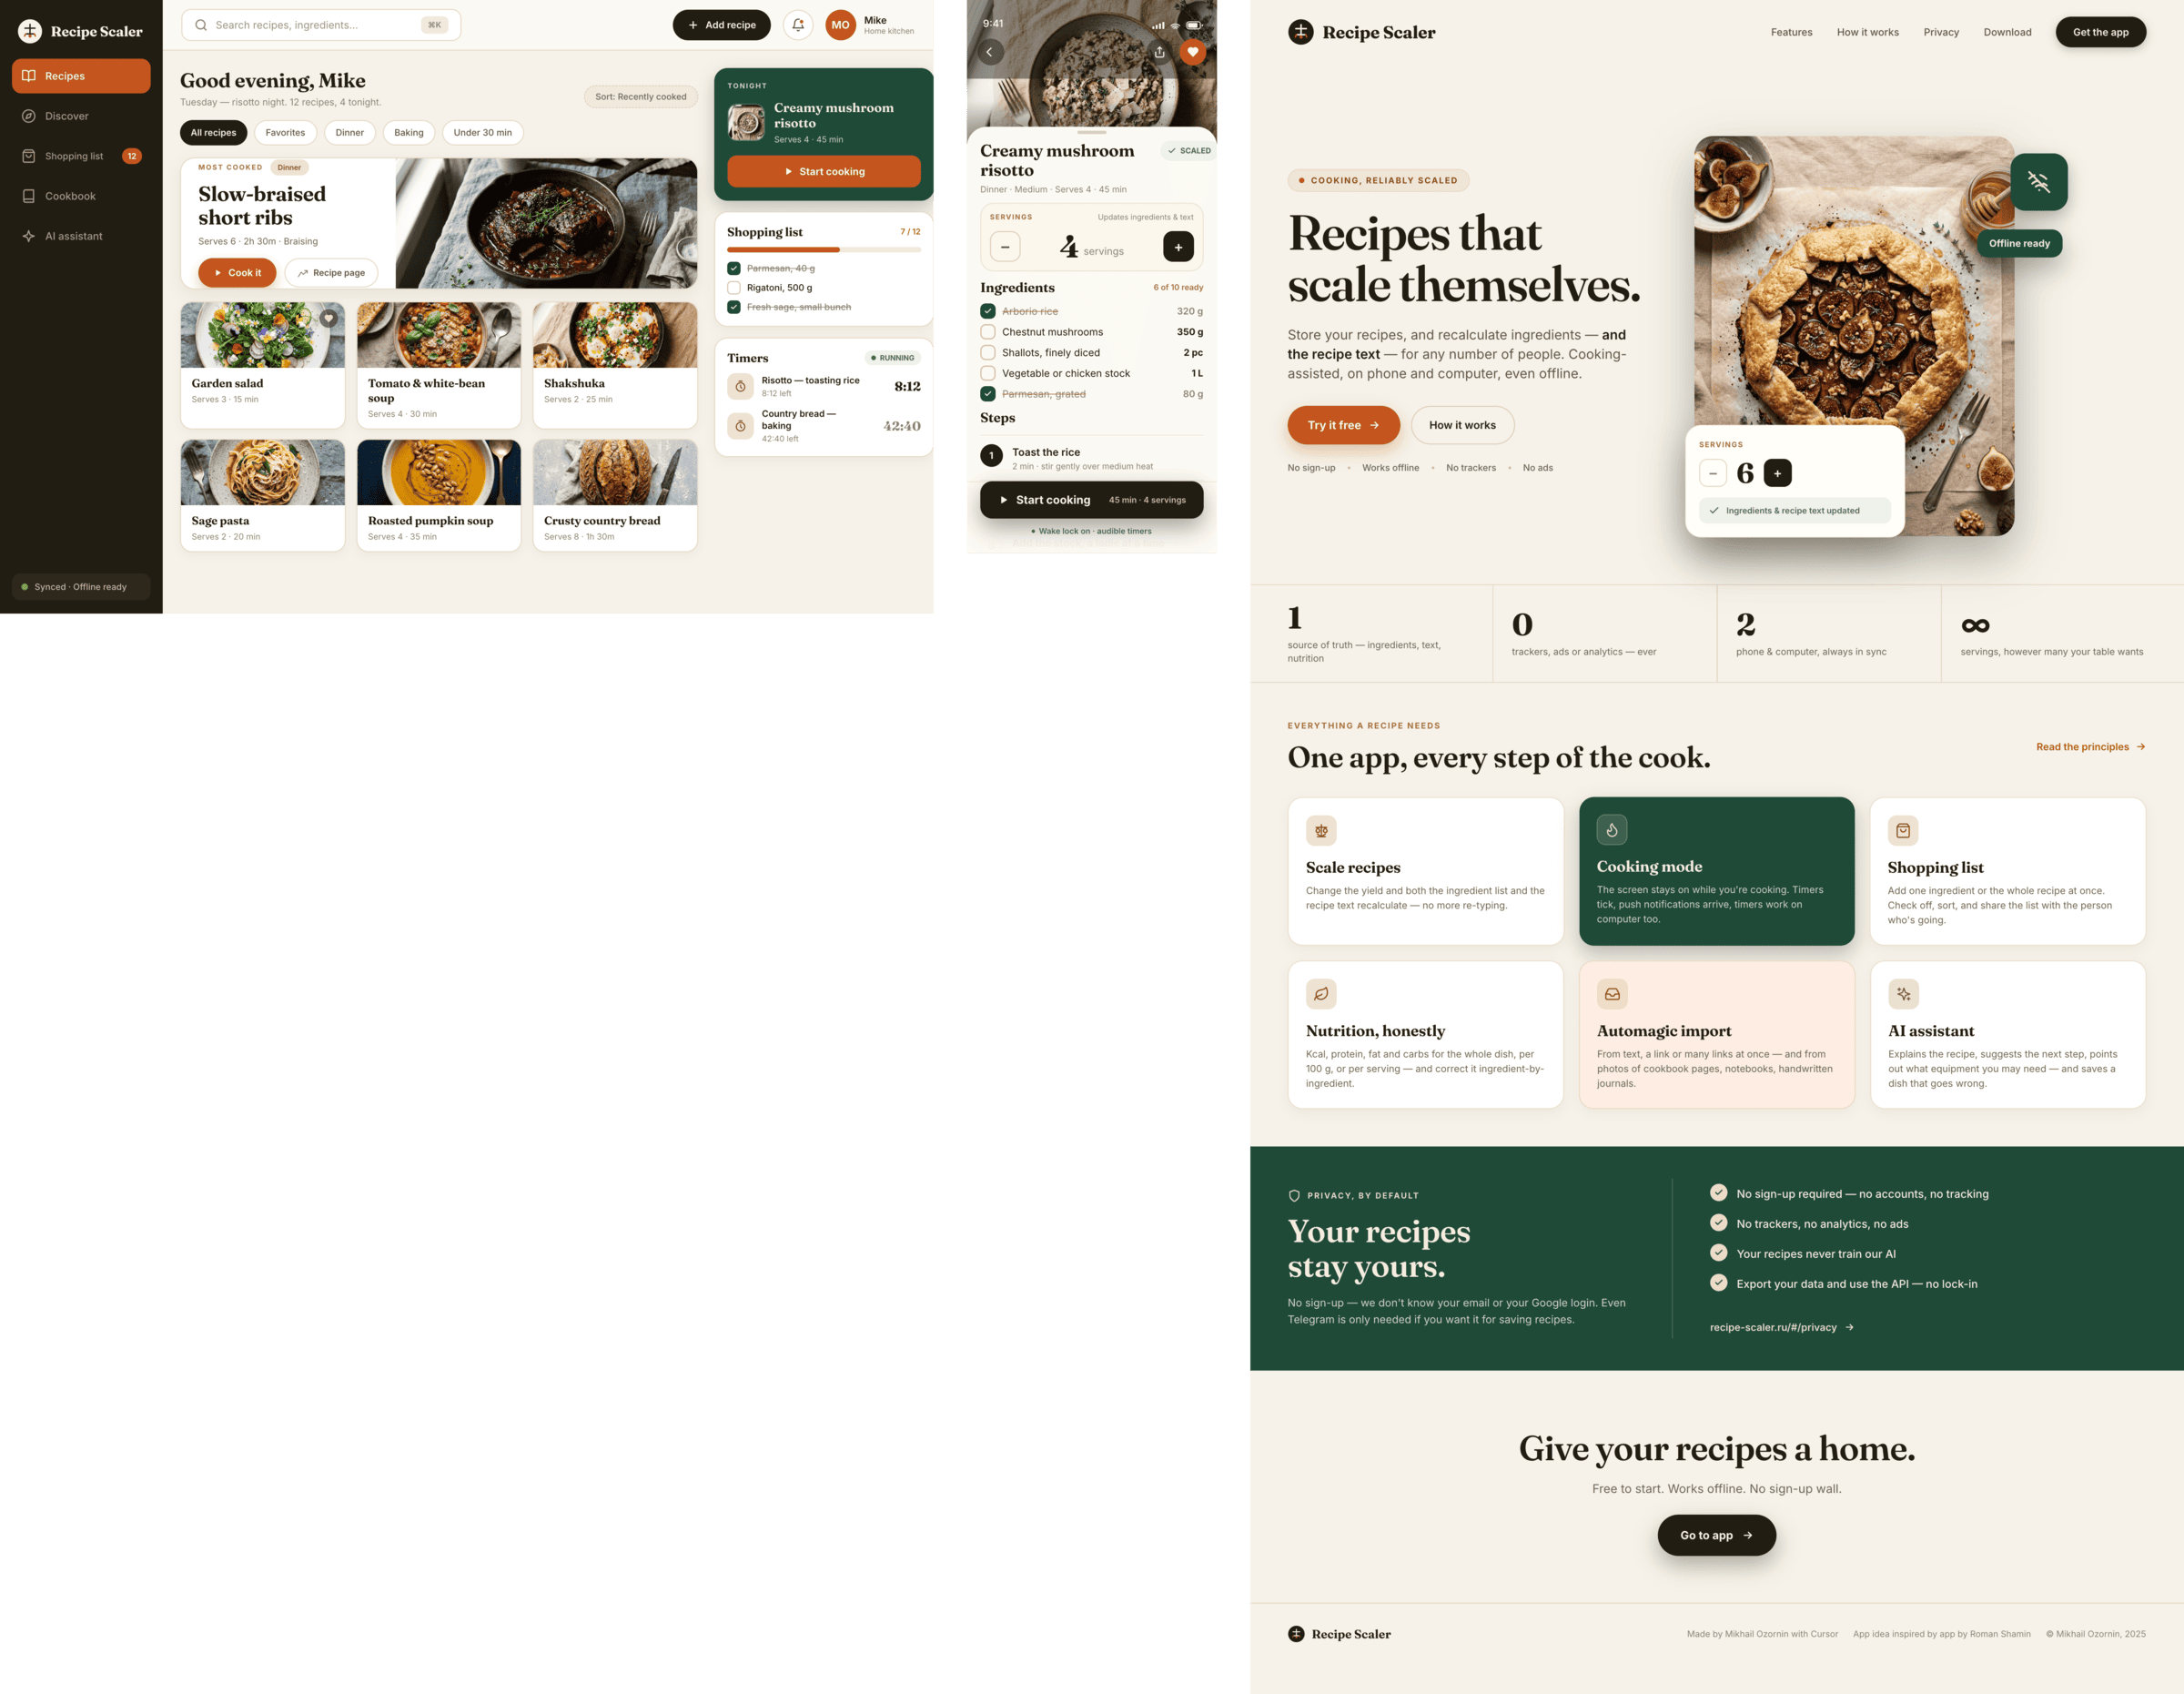 Recipe Scaler
Recipes
Discover
Shopping list 12
Cookbook
AI assistant
Synced · Offline ready
Search recipes, ingredients... ⌘K
+ Add recipe
MO
Mike
Home kitchen
Good evening, Mike
Tuesday — risotto night. 12 recipes, 4 tonight.
Sort: Recently cooked
All recipes
Favorites
Dinner
Baking
Under 30 min
MOST COOKED Dinner
Slow-braised
short ribs
Serves 6 · 2h 30m · Braising
Cook it
Recipe page
Garden salad
Serves 3 · 15 min
Tomato & white-bean
soup
Serves 4 · 30 min
Shakshuka
Serves 2 · 25 min
Sage pasta
Serves 2 · 20 min
Roasted pumpkin soup
Serves 4 · 35 min
Crusty country bread
Serves 8 · 1h 30m
TONIGHT
Creamy mushroom
risotto
Serves 4 · 45 min
Start cooking
Shopping list 7 / 12
Parmesan, 40 g
Rigatoni, 500 g
Fresh sage, small bunch
Timers RUNNING
Risotto — toasting rice
8:12 left
8:12
Country bread —
baking
42:40 left
42:40
9:41
Creamy mushroom
risotto
SCALED
Dinner · Medium · Serves 4 · 45 min
SERVINGS Updates ingredients & text
− 4 servings +
Ingredients 6 of 10 ready
Arborio rice 320 g
Chestnut mushrooms 350 g
Shallots, finely diced 2 pc
Vegetable or chicken stock 1 L
Parmesan, grated 80 g
Steps
1 Toast the rice
2 min · stir gently over medium heat
Start cooking 45 min · 4 servings
Wake lock on · audible timers
Recipe Scaler
Features
How it works
Privacy
Download
Get the app
COOKING, RELIABLY SCALED
Recipes that
scale themselves.
Store your recipes, and recalculate ingredients — and
the recipe text — for any number of people. Cooking-
assisted, on phone and computer, even offline.
Try it free →
How it works
No sign-up • Works offline • No trackers • No ads
Offline ready
SERVINGS
− 6 +
Ingredients & recipe text updated
1
source of truth — ingredients, text,
nutrition
0
trackers, ads or analytics — ever
2
phone & computer, always in sync
∞
servings, however many your table wants
EVERYTHING A RECIPE NEEDS
One app, every step of the cook.
Read the principles →
Scale recipes
Change the yield and both the ingredient list and the
recipe text recalculate — no more re-typing.
Cooking mode
The screen stays on while you're cooking. Timers
tick, push notifications arrive, timers work on
computer too.
Shopping list
Add one ingredient or the whole recipe at once.
Check off, sort, and share the list with the person
who's going.
Nutrition, honestly
Kcal, protein, fat and carbs for the whole dish, per
100 g, or per serving — and correct it ingredient-by-
ingredient.
Automagic import
From text, a link or many links at once — and from
photos of cookbook pages, notebooks, handwritten
journals.
AI assistant
Explains the recipe, suggests the next step, points
out what equipment you may need — and saves a
dish that goes wrong.
PRIVACY, BY DEFAULT
Your recipes
stay yours.
No sign-up — we don't know your email or your Google login. Even
Telegram is only needed if you want it for saving recipes.
No sign-up required — no accounts, no tracking
No trackers, no analytics, no ads
Your recipes never train our AI
Export your data and use the API — no lock-in
recipe-scaler.ru/#/privacy →
Give your recipes a home.
Free to start. Works offline. No sign-up wall.
Go to app →
Recipe Scaler
Made by Mikhail Ozornin with Cursor
App idea inspired by app by Roman Shamin
© Mikhail Ozornin, 2025